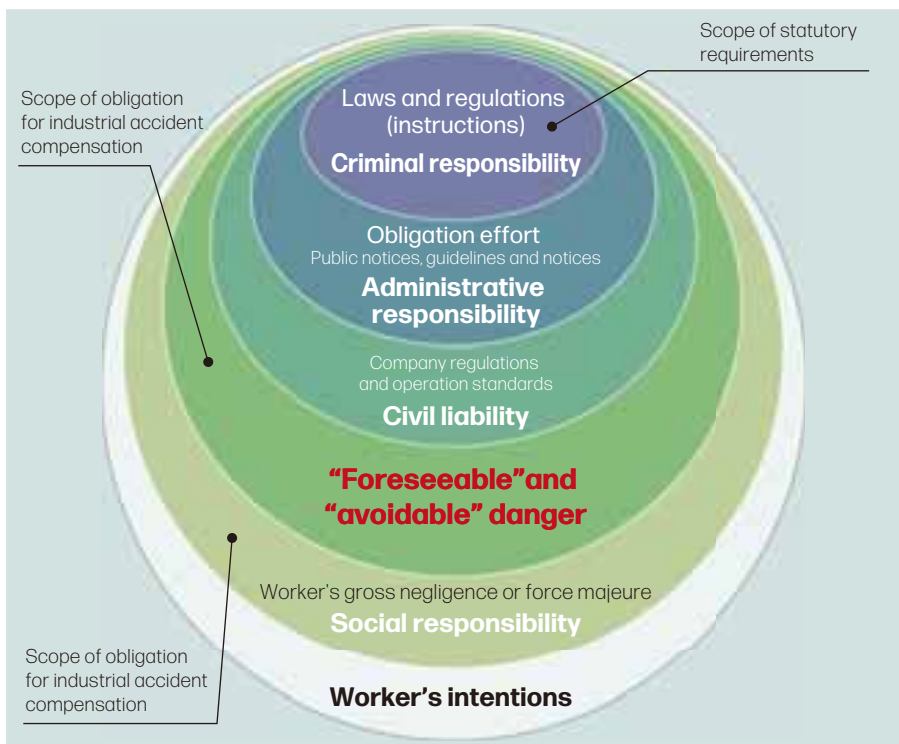 Scope of statutory
requirements
Scope of obligation
for industrial accident
compensation
Laws and regulations
(instructions)
Criminal responsibility
Obligation effort
Public notices, guidelines and notices
Administrative
responsibility
Company regulations
and operation standards
Civil liability
“Foreseeable”and
“avoidable” danger
Worker's gross negligence or force majeure
Social responsibility
Scope of obligation
for industrial accident
compensation
Worker’s intentions